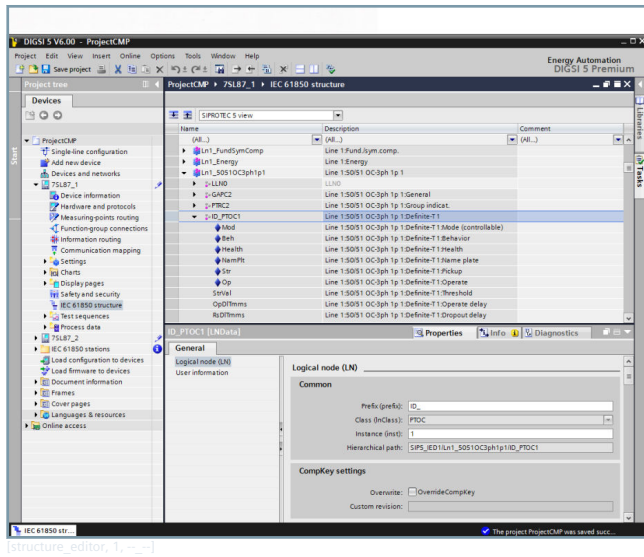 DIGSI 5 V6.00 - ProjectCMP
Project Edit View Insert Online Options Tools Window Help
Save project
Energy Automation
DIGSI 5 Premium
Project tree
ProjectCMP 7SL87_1 IEC 61850 structure
Devices
Start
Libraries
Tasks
ProjectCMP
Single-line configuration
Add new device
Devices and networks
7SL87_1
Device information
Hardware and protocols
Measuring-points routing
Function-group connections
Information routing
Communication mapping
Settings
Charts
Display pages
Safety and security
IEC 61850 structure
Test sequences
Process data
7SL87_2
IEC 61850 stations
Load configuration to devices
Load firmware to devices
Document information
Frames
Cover pages
Languages & resources
Online access
SIPROTEC 5 view
Name Description Comment
(All...) (All...) (All...)
Ln1_FundSymComp Line 1:Fund./sym.comp.
Ln1_Energy Line 1:Energy
Ln1_5051OC3ph1p1 Line 1:50/51 OC-3ph 1p 1
LLN0 LLN0
GAPC2 Line 1:50/51 OC-3ph 1p 1:General
PTRC2 Line 1:50/51 OC-3ph 1p 1:Group indicat.
ID_PTOC1 Line 1:50/51 OC-3ph 1p 1:Definite-T 1
Mod Line 1:50/51 OC-3ph 1p 1:Definite-T 1:Mode (controllable)
Beh Line 1:50/51 OC-3ph 1p 1:Definite-T 1:Behavior
Health Line 1:50/51 OC-3ph 1p 1:Definite-T 1:Health
NamPlt Line 1:50/51 OC-3ph 1p 1:Definite-T 1:Name plate
Str Line 1:50/51 OC-3ph 1p 1:Definite-T 1:Pickup
Op Line 1:50/51 OC-3ph 1p 1:Definite-T 1:Operate
StrVal Line 1:50/51 OC-3ph 1p 1:Definite-T 1:Threshold
OpDlTmms Line 1:50/51 OC-3ph 1p 1:Definite-T 1:Operate delay
RsDlTmms Line 1:50/51 OC-3ph 1p 1:Definite-T 1:Dropout delay
ID_PTOC1 [LNData]
Properties Info Diagnostics
General
Logical node (LN)
User information
Logical node (LN)
Common
Prefix (prefix): ID_
Class (lnClass): PTOC
Instance (inst): 1
Hierarchical path: SIP5_IED1/Ln1_5051OC3ph1p1/ID_PTOC1
CompKey settings
Overwrite: OverrideCompKey
Custom revision:
IEC 61850 str...
The project ProjectCMP was saved succ...
[structure_editor, 1, --_--]